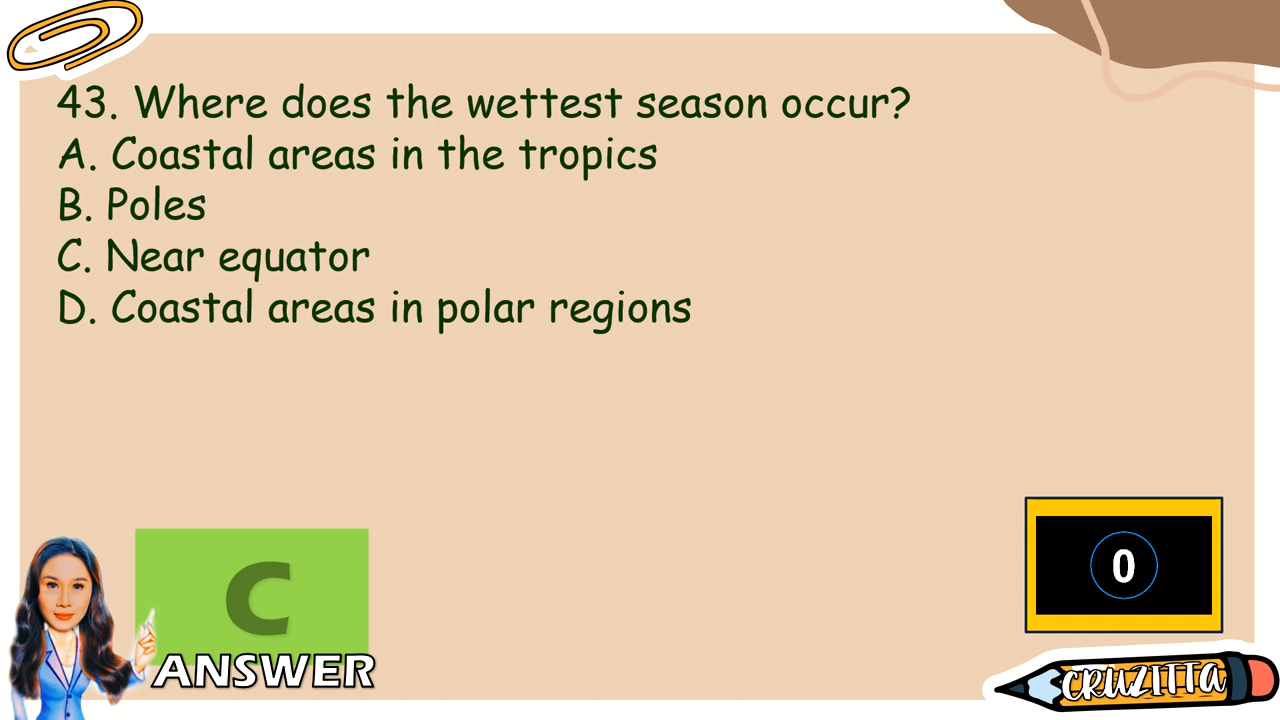 43. Where does the wettest season occur?
A. Coastal areas in the tropics
B. Poles
C. Near equator
D. Coastal areas in polar regions
C
ANSWER
0
CRUZITTA